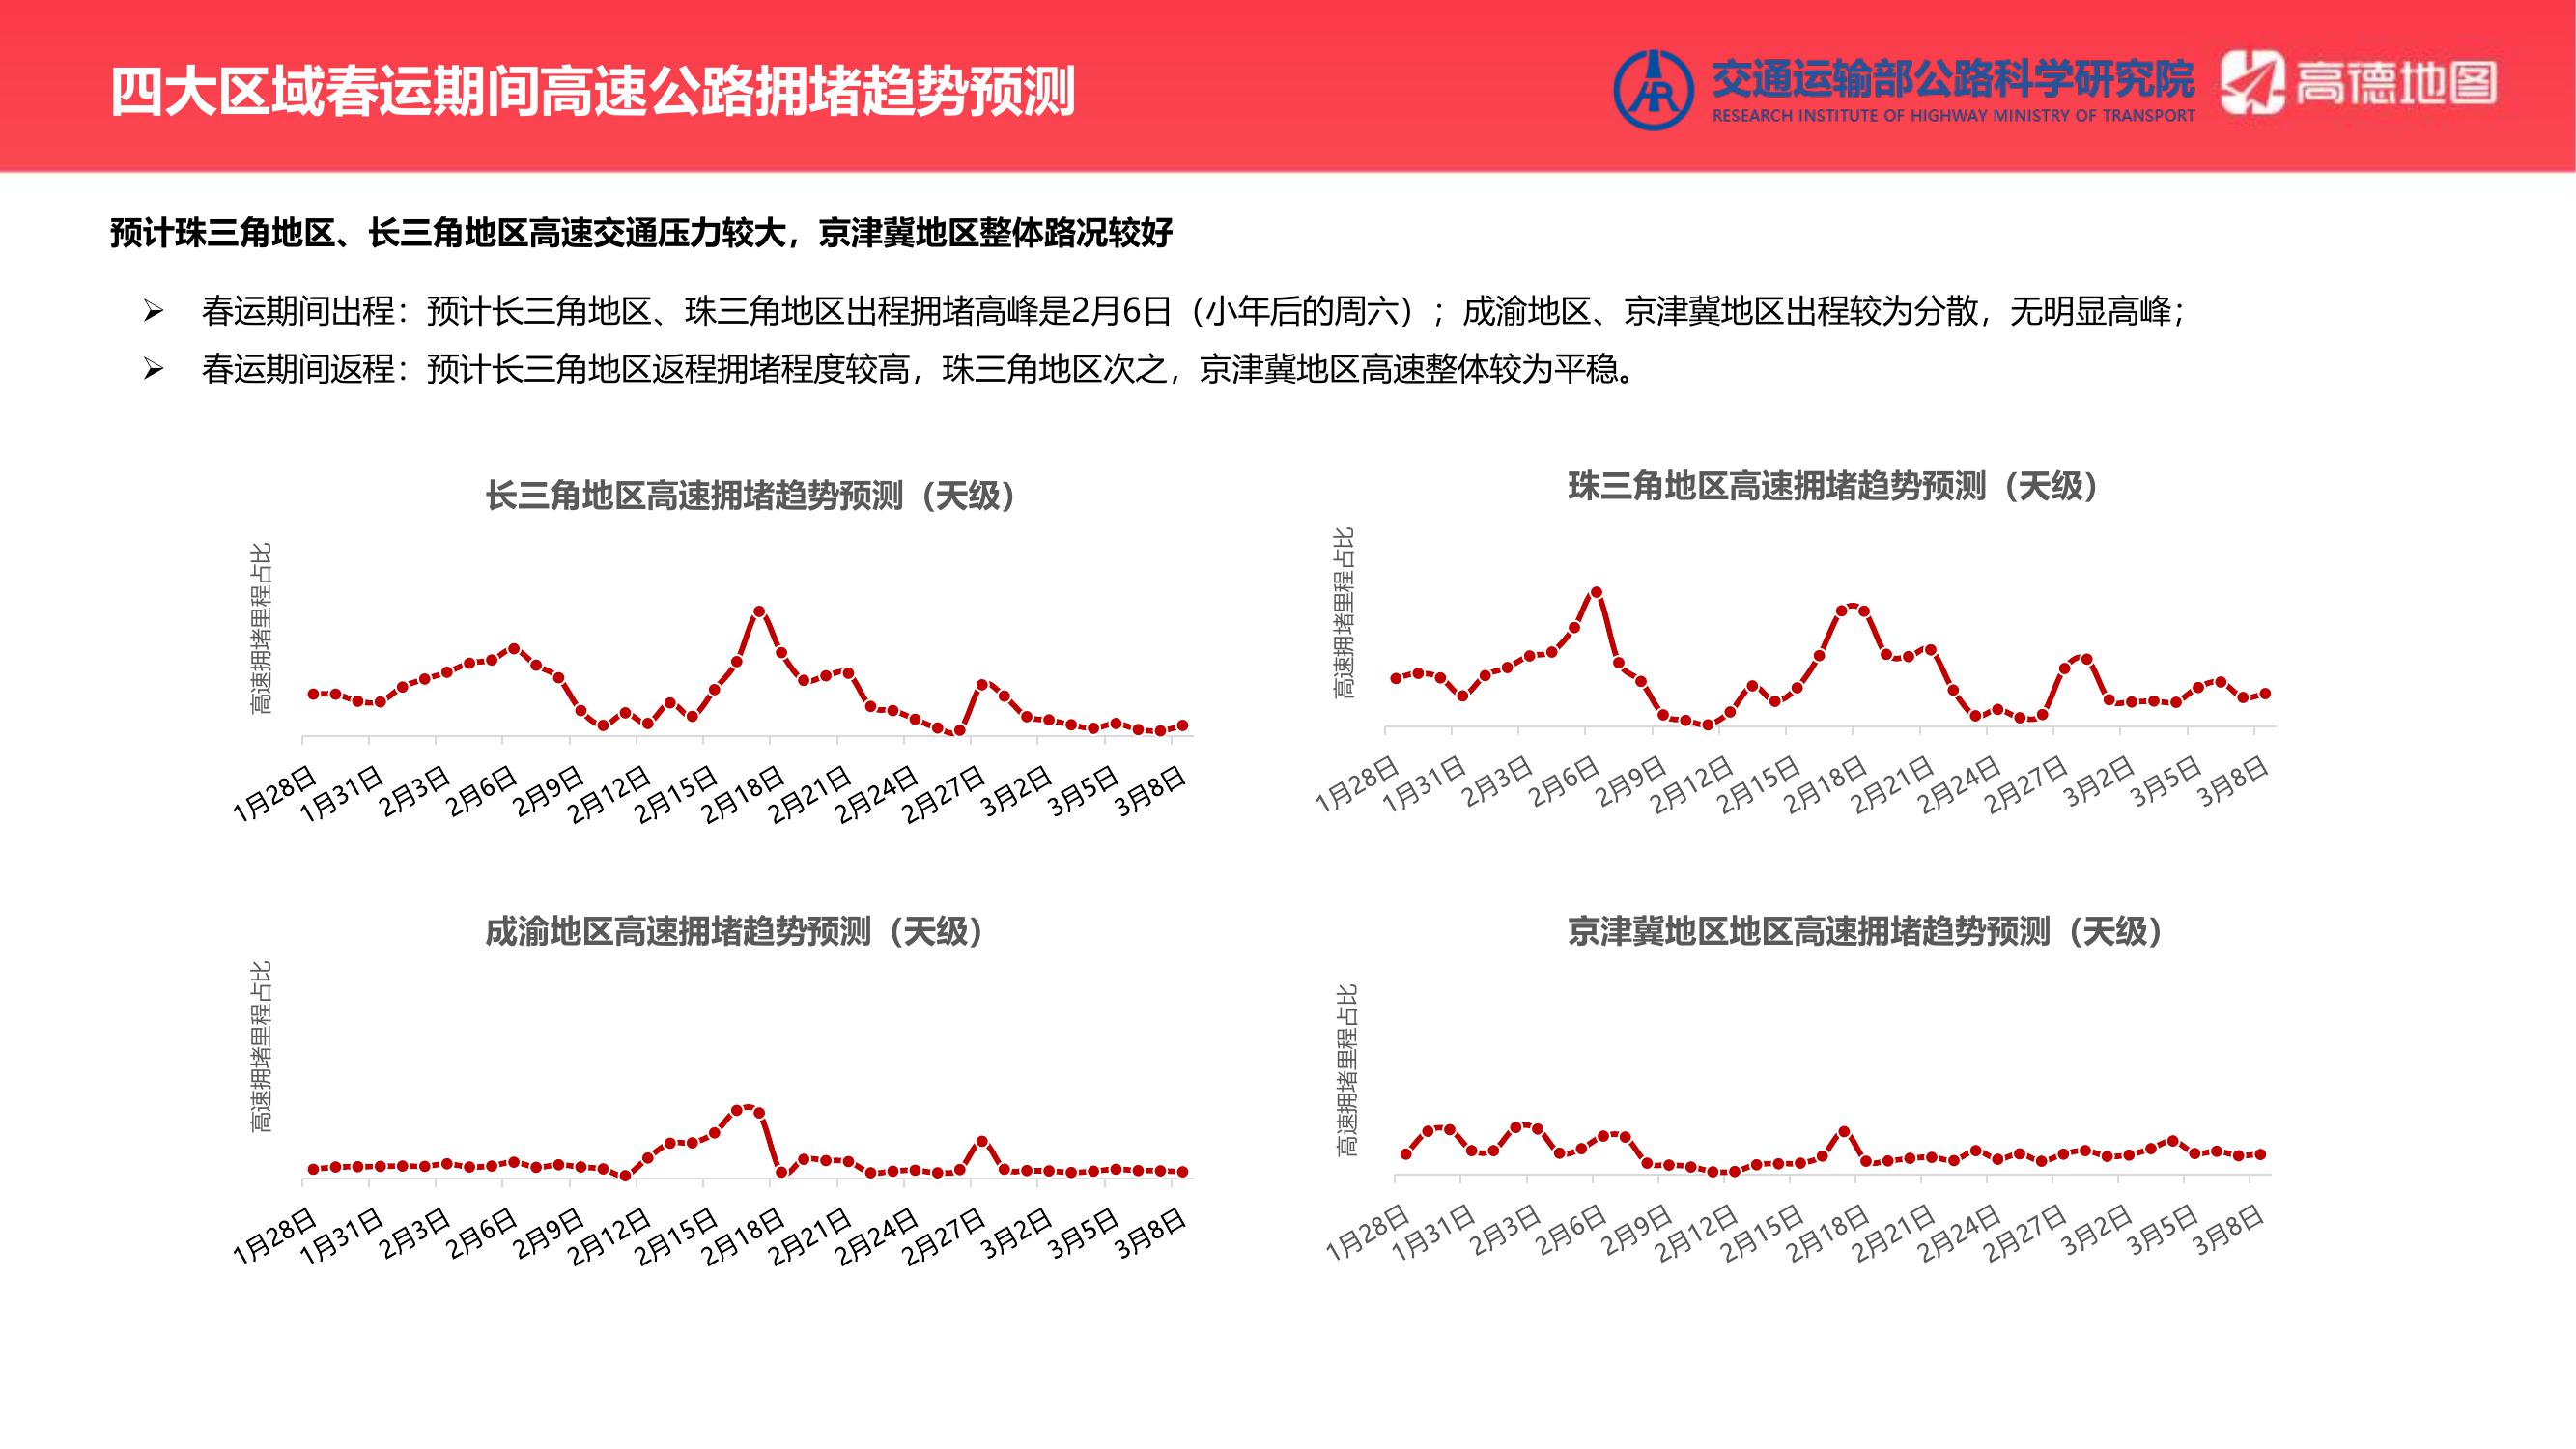 四大区域春运期间高速公路拥堵趋势预测
交通运输部公路科学研究院
RESEARCH INSTITUTE OF HIGHWAY MINISTRY OF TRANSPORT
高德地图
预计珠三角地区、长三角地区高速交通压力较大，京津冀地区整体路况较好
➢ 春运期间出程：预计长三角地区、珠三角地区出程拥堵高峰是2月6日（小年后的周六）；成渝地区、京津冀地区出程较为分散，无明显高峰；
➢ 春运期间返程：预计长三角地区返程拥堵程度较高，珠三角地区次之，京津冀地区高速整体较为平稳。
长三角地区高速拥堵趋势预测（天级）
高速拥堵里程占比
1月28日 1月31日 2月3日 2月6日 2月9日 2月12日 2月15日 2月18日 2月21日 2月24日 2月27日 3月2日 3月5日 3月8日
珠三角地区高速拥堵趋势预测（天级）
高速拥堵里程占比
1月28日 1月31日 2月3日 2月6日 2月9日 2月12日 2月15日 2月18日 2月21日 2月24日 2月27日 3月2日 3月5日 3月8日
成渝地区高速拥堵趋势预测（天级）
高速拥堵里程占比
1月28日 1月31日 2月3日 2月6日 2月9日 2月12日 2月15日 2月18日 2月21日 2月24日 2月27日 3月2日 3月5日 3月8日
京津冀地区地区高速拥堵趋势预测（天级）
高速拥堵里程占比
1月28日 1月31日 2月3日 2月6日 2月9日 2月12日 2月15日 2月18日 2月21日 2月24日 2月27日 3月2日 3月5日 3月8日